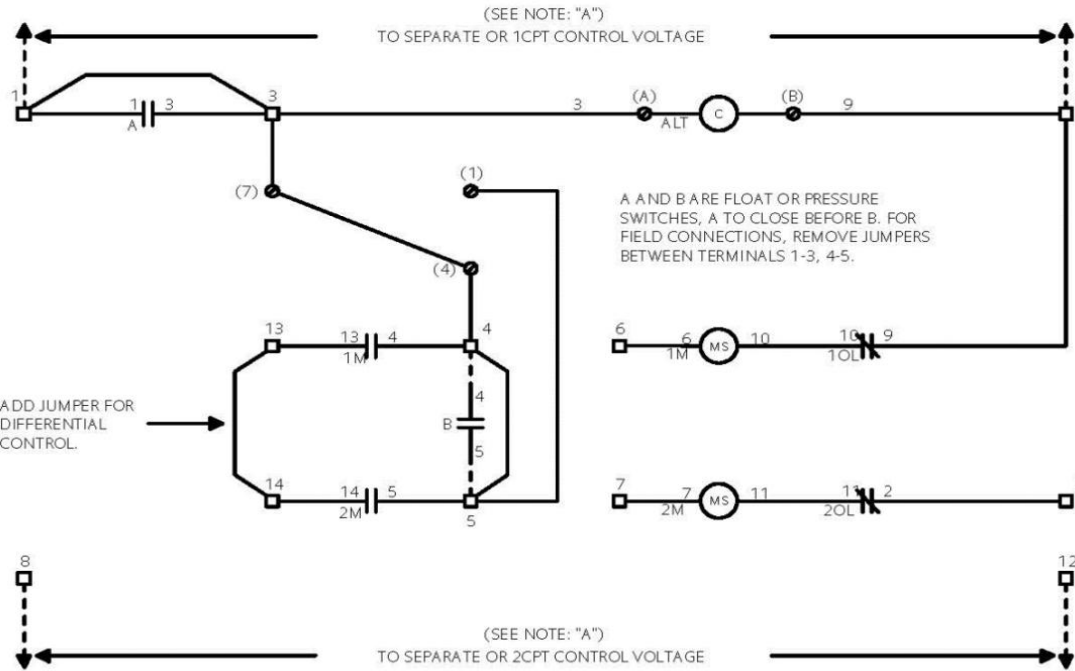 (SEE NOTE: "A")
TO SEPARATE OR 1CPT CONTROL VOLTAGE
1
1 3
A
3
3
(A)
ALT
C
(B)
9
(7)
(1)
A AND B ARE FLOAT OR PRESSURE
SWITCHES, A TO CLOSE BEFORE B. FOR
FIELD CONNECTIONS, REMOVE JUMPERS
BETWEEN TERMINALS 1-3, 4-5.
(4)
13
13 4
1M
4
6
6
1M
MS
10
10 9
1OL
ADD JUMPER FOR
DIFFERENTIAL
CONTROL.
4
B
5
14
14 5
2M
5
7
7
2M
MS
11
11 2
2OL
8
12
(SEE NOTE: "A")
TO SEPARATE OR 2CPT CONTROL VOLTAGE